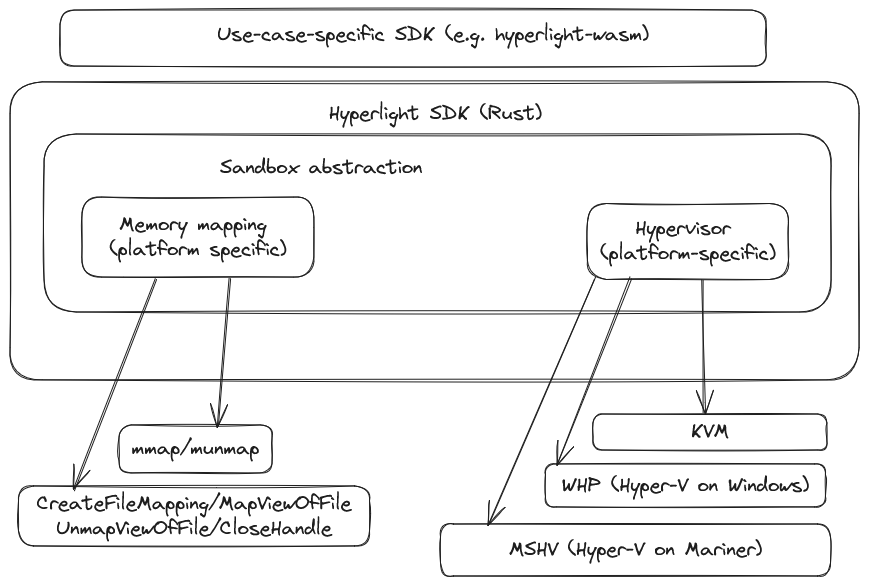 Use-case-specific SDK (e.g. hyperlight-wasm)
Hyperlight SDK (Rust)
Sandbox abstraction
Memory mapping
(platform specific)
Hypervisor
(platform-specific)
mmap/munmap
CreateFileMapping/MapViewOfFile
UnmapViewOfFile/CloseHandle
KVM
WHP (Hyper-V on Windows)
MSHV (Hyper-V on Mariner)